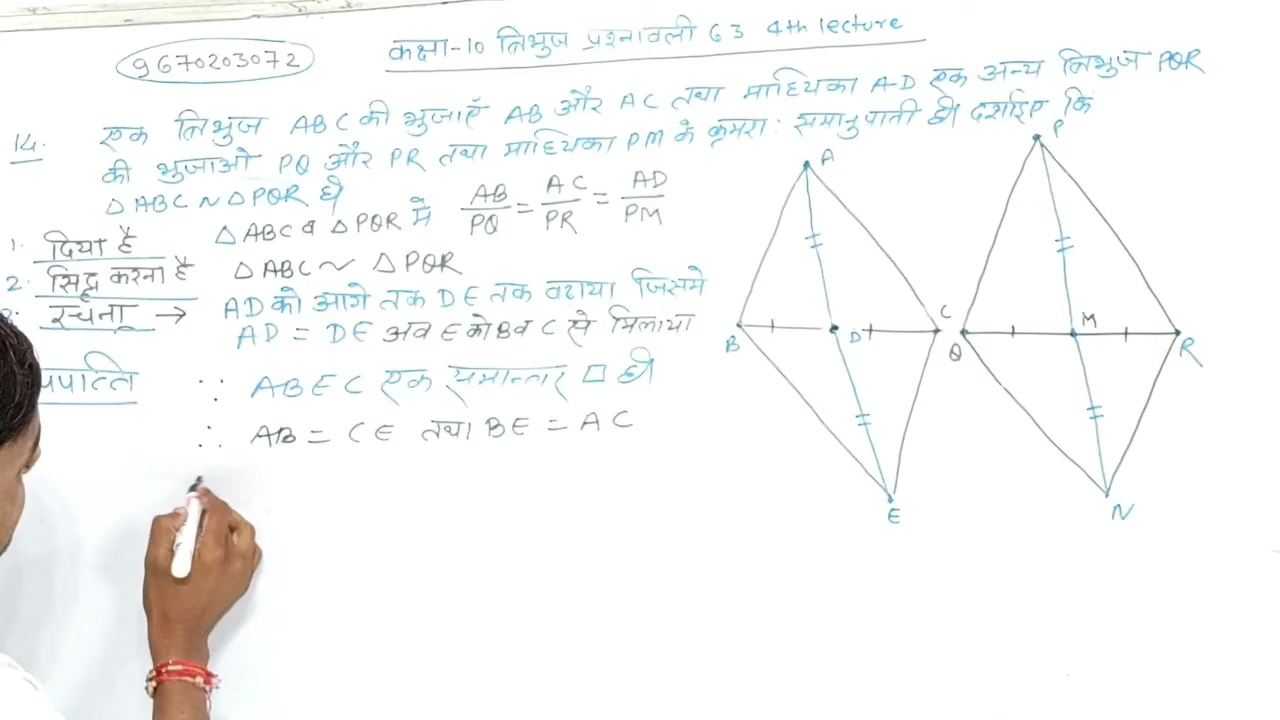 कक्षा-10 त्रिभुज प्रश्नावली 6.3 4th lecture
9670203072
14. एक त्रिभुज ABC की भुजाएँ AB और AC तथा माध्यिका AD एक अन्य त्रिभुज PQR
की भुजाओ PQ और PR तथा माध्यिका PM के क्रमशः समानुपाती है दर्शाइए कि
△ ABC ~ △ PQR है
1. दिया है △ ABC व △ PQR मे AB/PQ = AC/PR = AD/PM
2. सिद्ध करना है △ ABC ~ △ PQR
रचना → AD को आगे तक DE तक बढाया जिसमे
AD = DE अब E को B व C से मिलाया
पपत्ति ∵ ABEC एक समान्तर □ है
∴ AB = CE तथा BE = AC
A
B
D
C
E
P
Q
M
R
N